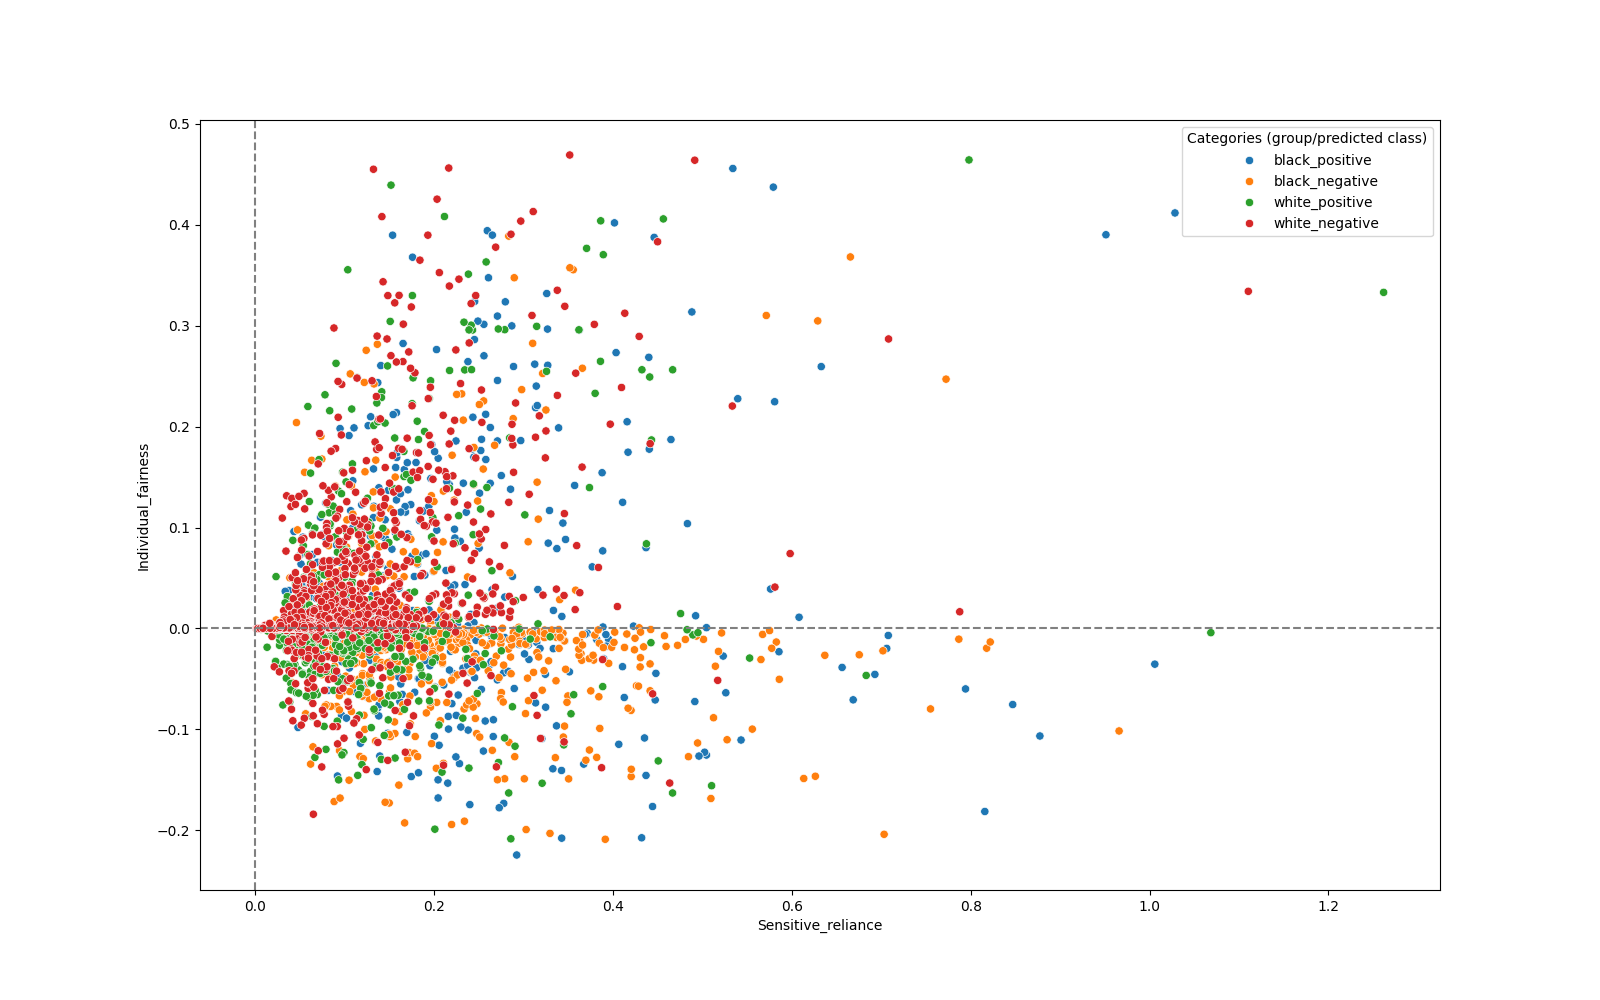 Categories (group/predicted class)
black_positive
black_negative
white_positive
white_negative
0.5
0.4
0.3
0.2
0.1
0.0
−0.1
−0.2
Individual_fairness
0.0
0.2
0.4
0.6
0.8
1.0
1.2
Sensitive_reliance